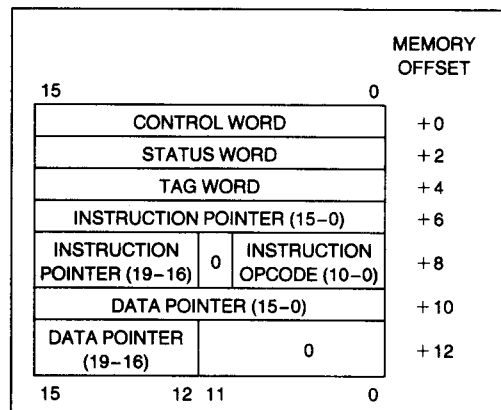 MEMORY
OFFSET
15 0
CONTROL WORD +0
STATUS WORD +2
TAG WORD +4
INSTRUCTION POINTER (15–0) +6
INSTRUCTION POINTER (19–16) 0 INSTRUCTION OPCODE (10–0) +8
DATA POINTER (15–0) +10
DATA POINTER (19–16) 0 +12
15 12 11 0